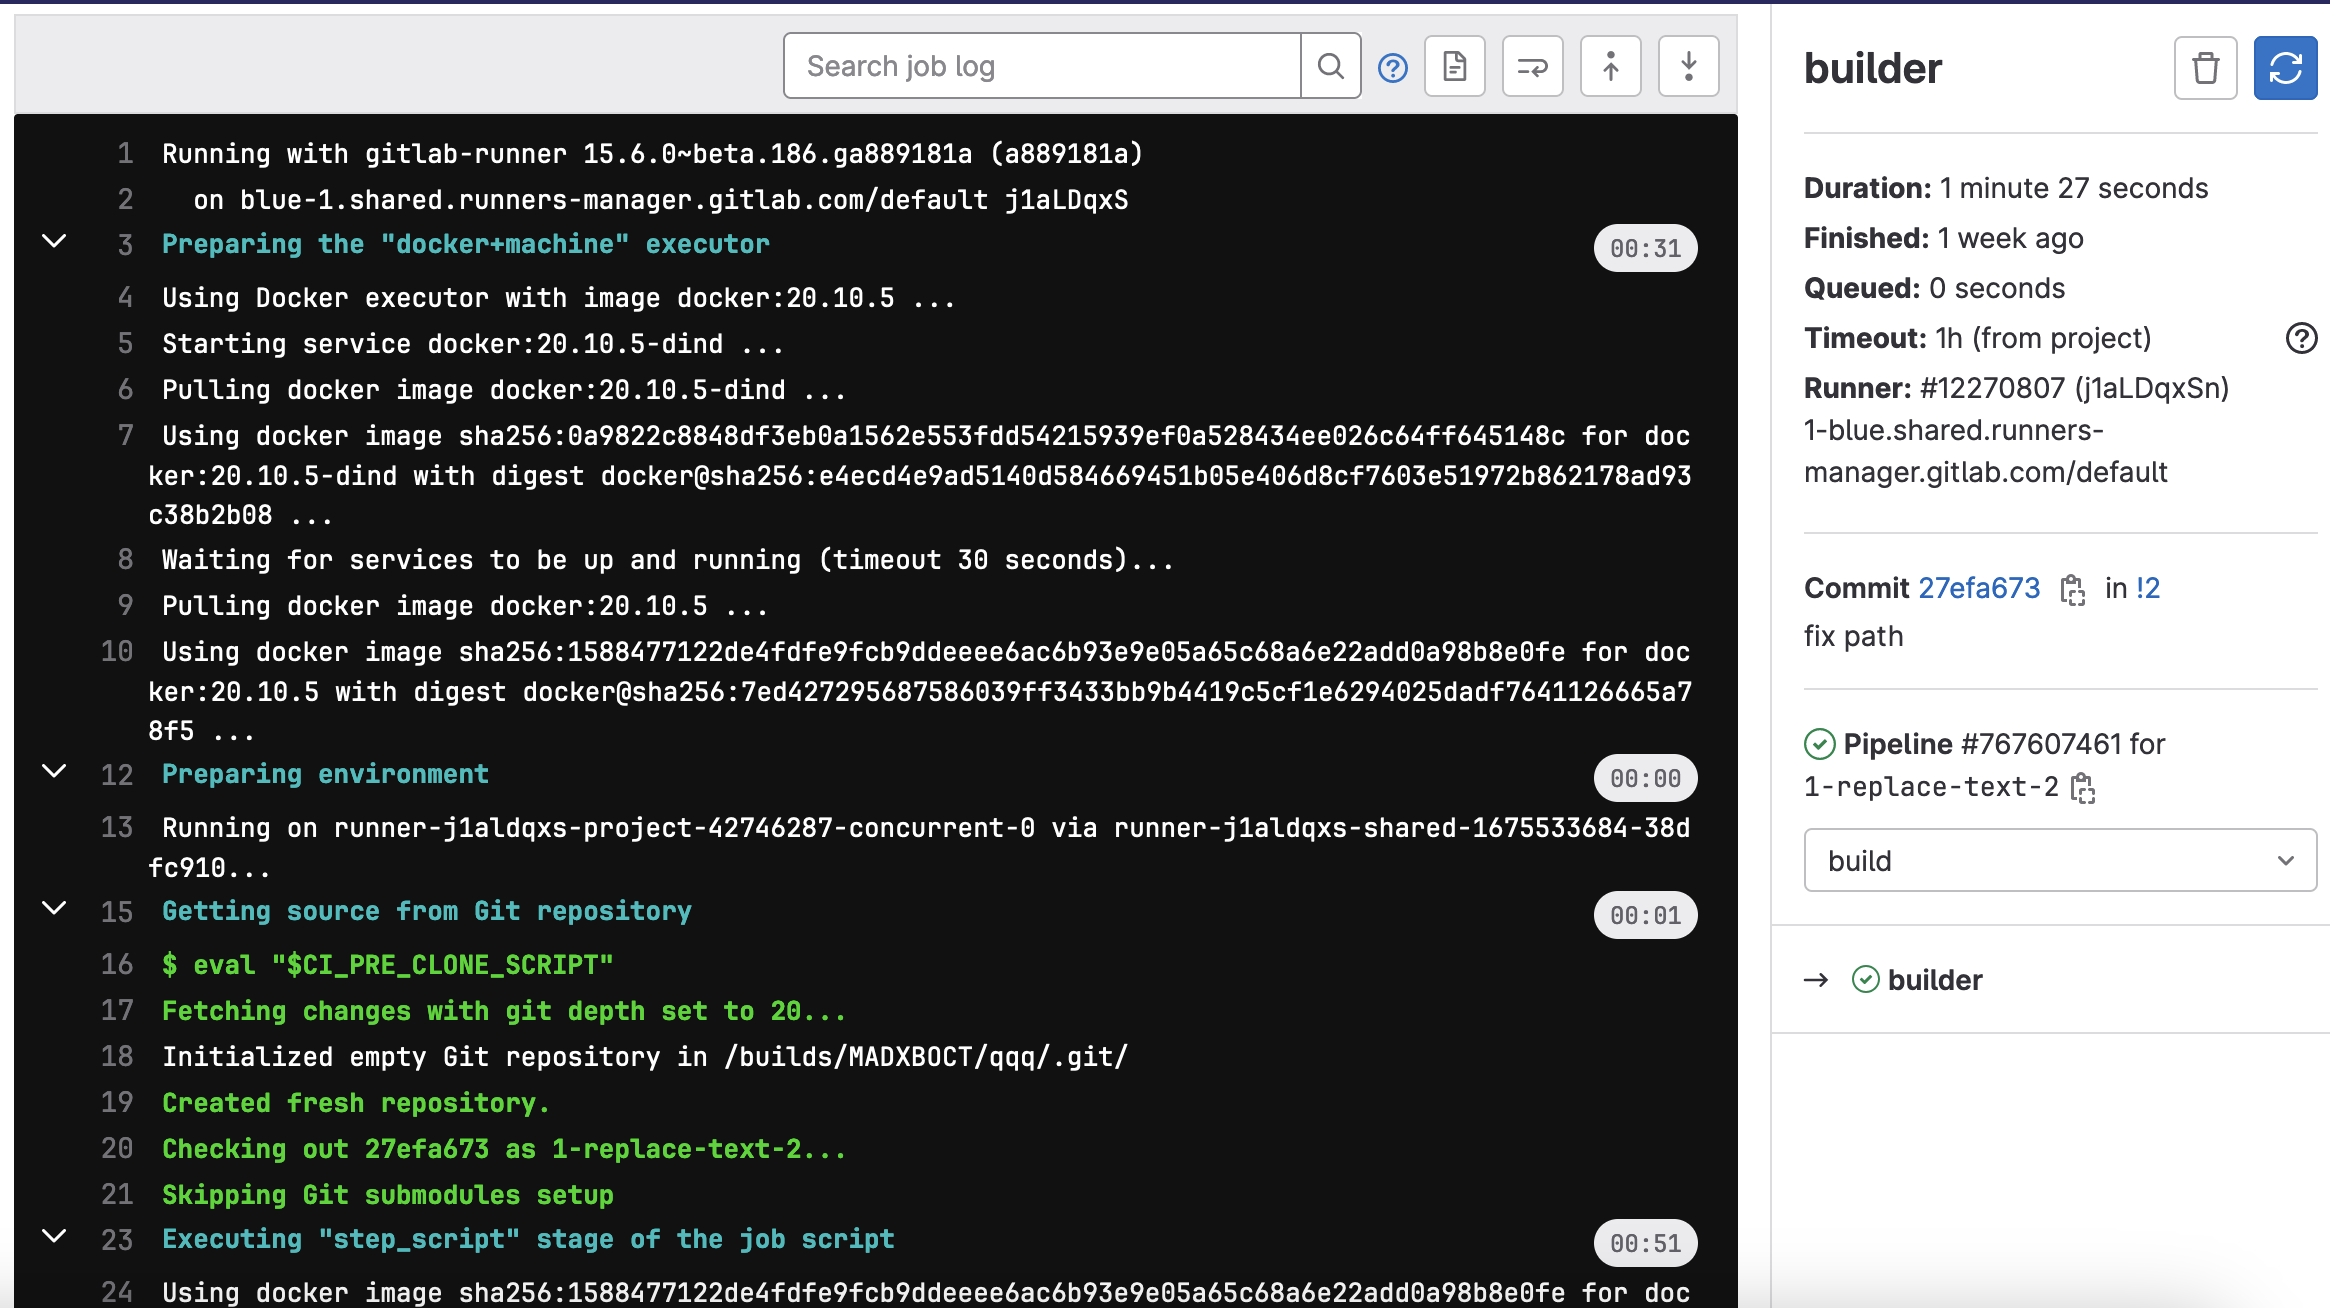 Search job log
1 Running with gitlab-runner 15.6.0~beta.186.ga889181a (a889181a)
2 on blue-1.shared.runners-manager.gitlab.com/default j1aLDqxS
3 Preparing the "docker+machine" executor 00:31
4 Using Docker executor with image docker:20.10.5 ...
5 Starting service docker:20.10.5-dind ...
6 Pulling docker image docker:20.10.5-dind ...
7 Using docker image sha256:0a9822c8848df3eb0a1562e553fdd54215939ef0a528434ee026c64ff645148c for doc
ker:20.10.5-dind with digest docker@sha256:e4ecd4e9ad5140d584669451b05e406d8cf7603e51972b862178ad93
c38b2b08 ...
8 Waiting for services to be up and running (timeout 30 seconds)...
9 Pulling docker image docker:20.10.5 ...
10 Using docker image sha256:1588477122de4fdfe9fcb9ddeeee6ac6b93e9e05a65c68a6e22add0a98b8e0fe for doc
ker:20.10.5 with digest docker@sha256:7ed427295687586039ff3433bb9b4419c5cf1e6294025dadf7641126665a7
8f5 ...
12 Preparing environment 00:00
13 Running on runner-j1aldqxs-project-42746287-concurrent-0 via runner-j1aldqxs-shared-1675533684-38d
fc910...
15 Getting source from Git repository 00:01
16 $ eval "$CI_PRE_CLONE_SCRIPT"
17 Fetching changes with git depth set to 20...
18 Initialized empty Git repository in /builds/MADXBOCT/qqq/.git/
19 Created fresh repository.
20 Checking out 27efa673 as 1-replace-text-2...
21 Skipping Git submodules setup
23 Executing "step_script" stage of the job script 00:51
24 Using docker image sha256:1588477122de4fdfe9fcb9ddeeee6ac6b93e9e05a65c68a6e22add0a98b8e0fe for doc
builder
Duration: 1 minute 27 seconds
Finished: 1 week ago
Queued: 0 seconds
Timeout: 1h (from project)
Runner: #12270807 (j1aLDqxSn)
1-blue.shared.runners-
manager.gitlab.com/default
Commit 27efa673 in !2
fix path
Pipeline #767607461 for
1-replace-text-2
build
→ builder